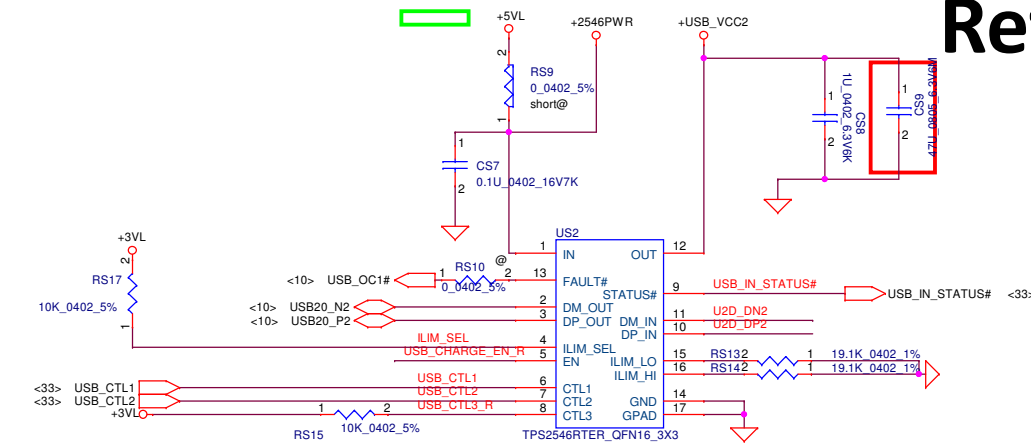 Re
+5VL
+2546PWR
+USB_VCC2
2
RS9
0_0402_5%
short@
1
1
CS7
2
0.1U_0402_16V7K
1
CS8
1U_0402_6.3V6K
2
1
CS9
47U_0805_6.3V6M
2
US2
+3VL
2
RS17
10K_0402_5%
1
1
IN
OUT
12
@
<10>
USB_OC1#
1
RS10
2
0_0402_5%
13
FAULT#
STATUS#
9
USB_IN_STATUS#
USB_IN_STATUS#
<33>
<10>
USB20_N2
2
DM_OUT
DM_IN
11
U2D_DN2
<10>
USB20_P2
3
DP_OUT
DP_IN
10
U2D_DP2
ILIM_SEL
4
ILIM_SEL
USB_CHARGE_EN_R
5
EN
ILIM_LO
15
RS13
2
1
19.1K_0402_1%
ILIM_HI
16
RS14
2
1
19.1K_0402_1%
<33>
USB_CTL1
USB_CTL1
6
CTL1
<33>
USB_CTL2
USB_CTL2
7
CTL2
GND
14
+3VL
1
2
USB_CTL3_R
8
CTL3
GPAD
17
RS15
10K_0402_5%
TPS2546RTER_QFN16_3X3